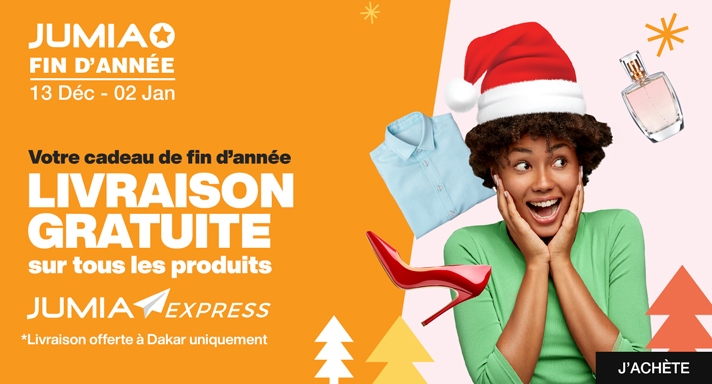 JUMIA
FIN D'ANNÉE
13 Déc - 02 Jan
Votre cadeau de fin d'année
LIVRAISON
GRATUITE
sur tous les produits
JUMIA EXPRESS
*Livraison offerte à Dakar uniquement
J'ACHÈTE